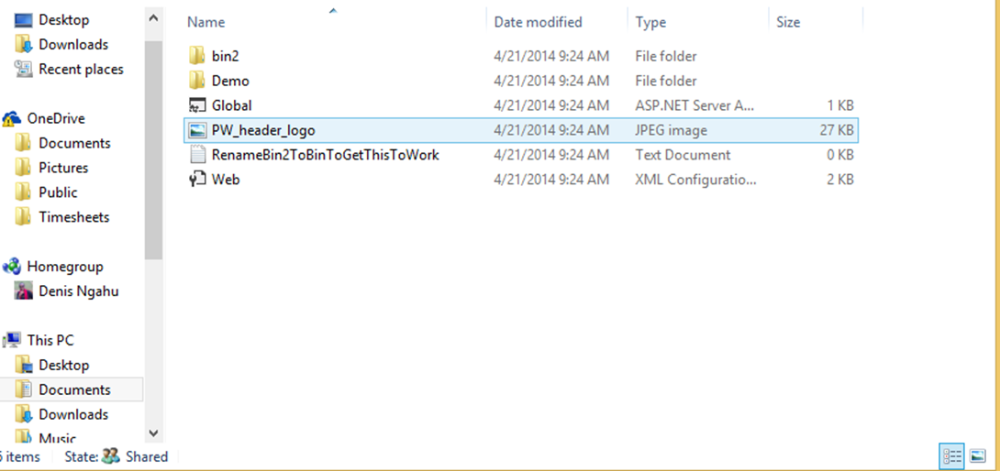 Desktop
Downloads
Recent places
OneDrive
Documents
Pictures
Public
Timesheets
Homegroup
Denis Ngahu
This PC
Desktop
Documents
Downloads
Music
Name Date modified Type Size
bin2 4/21/2014 9:24 AM File folder
Demo 4/21/2014 9:24 AM File folder
Global 4/21/2014 9:24 AM ASP.NET Server A... 1 KB
PW_header_logo 4/21/2014 9:24 AM JPEG image 27 KB
RenameBin2ToBinToGetThisToWork 4/21/2014 9:24 AM Text Document 0 KB
Web 4/21/2014 9:24 AM XML Configuratio... 2 KB
6 items State: Shared